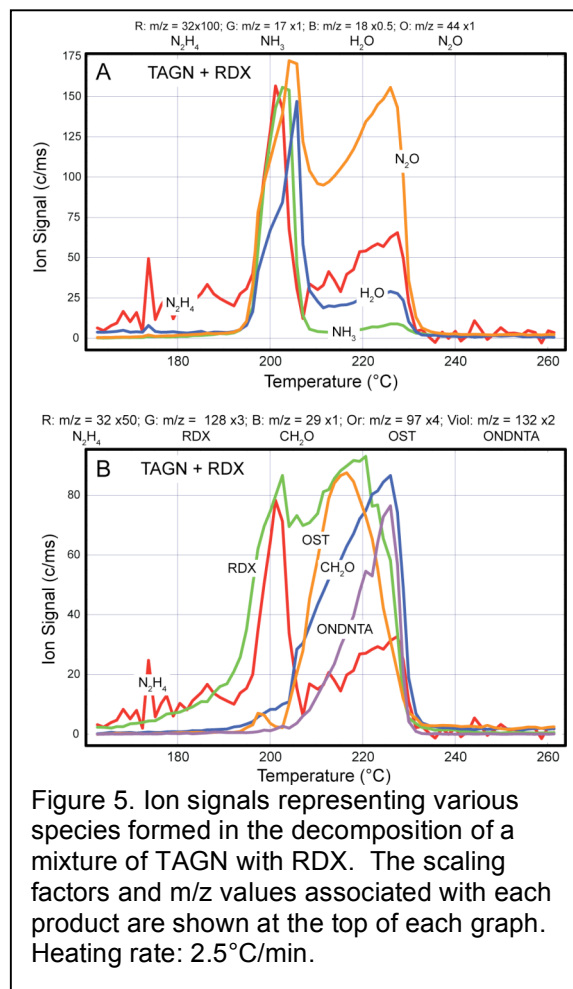 R: m/z = 32x100; G: m/z = 17 x1; B: m/z = 18 x0.5; O: m/z = 44 x1
N₂H₄ NH₃ H₂O N₂O
A TAGN + RDX
175
150
125
100
75
50
25
0
Ion Signal (c/ms)
N₂O
N₂H₄
H₂O
NH₃
180 200 220 240 260
Temperature (°C)
R: m/z = 32 x50; G: m/z = 128 x3; B: m/z = 29 x1; Or: m/z = 97 x4; Viol: m/z = 132 x2
N₂H₄ RDX CH₂O OST ONDNTA
B TAGN + RDX
80
60
40
20
0
Ion Signal (c/ms)
OST
RDX
CH₂O
ONDNTA
N₂H₄
180 200 220 240 260
Temperature (°C)
Figure 5. Ion signals representing various
species formed in the decomposition of a
mixture of TAGN with RDX. The scaling
factors and m/z values associated with each
product are shown at the top of each graph.
Heating rate: 2.5°C/min.